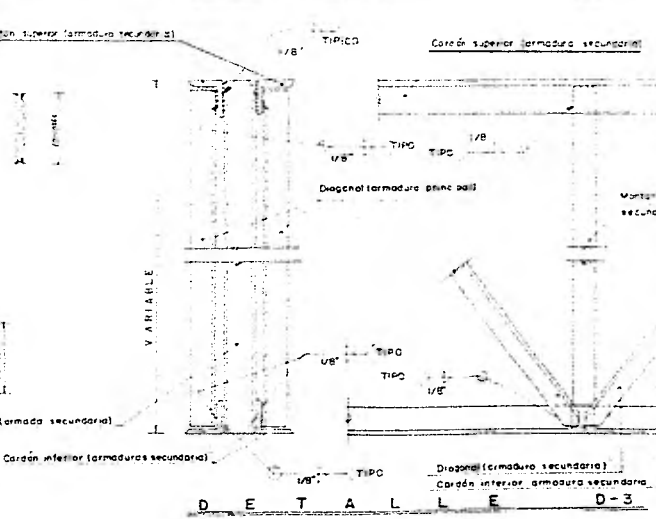 superior (armadura secundaria)
TIPICO
1/8"
Cordón superior (armadura secundaria)
1/8
TIPO
TIPO
1/8
Diagonal (armadura principal)
VARIABLE
1/8"
TIPO
TIPO
1/8"
(armada secundaria)
Cordón inferior (armaduras secundaria)
1/8"
TIPO
Diagonal (armadura secundaria)
Cordón inferior armadura secundaria
DETALLE D-3